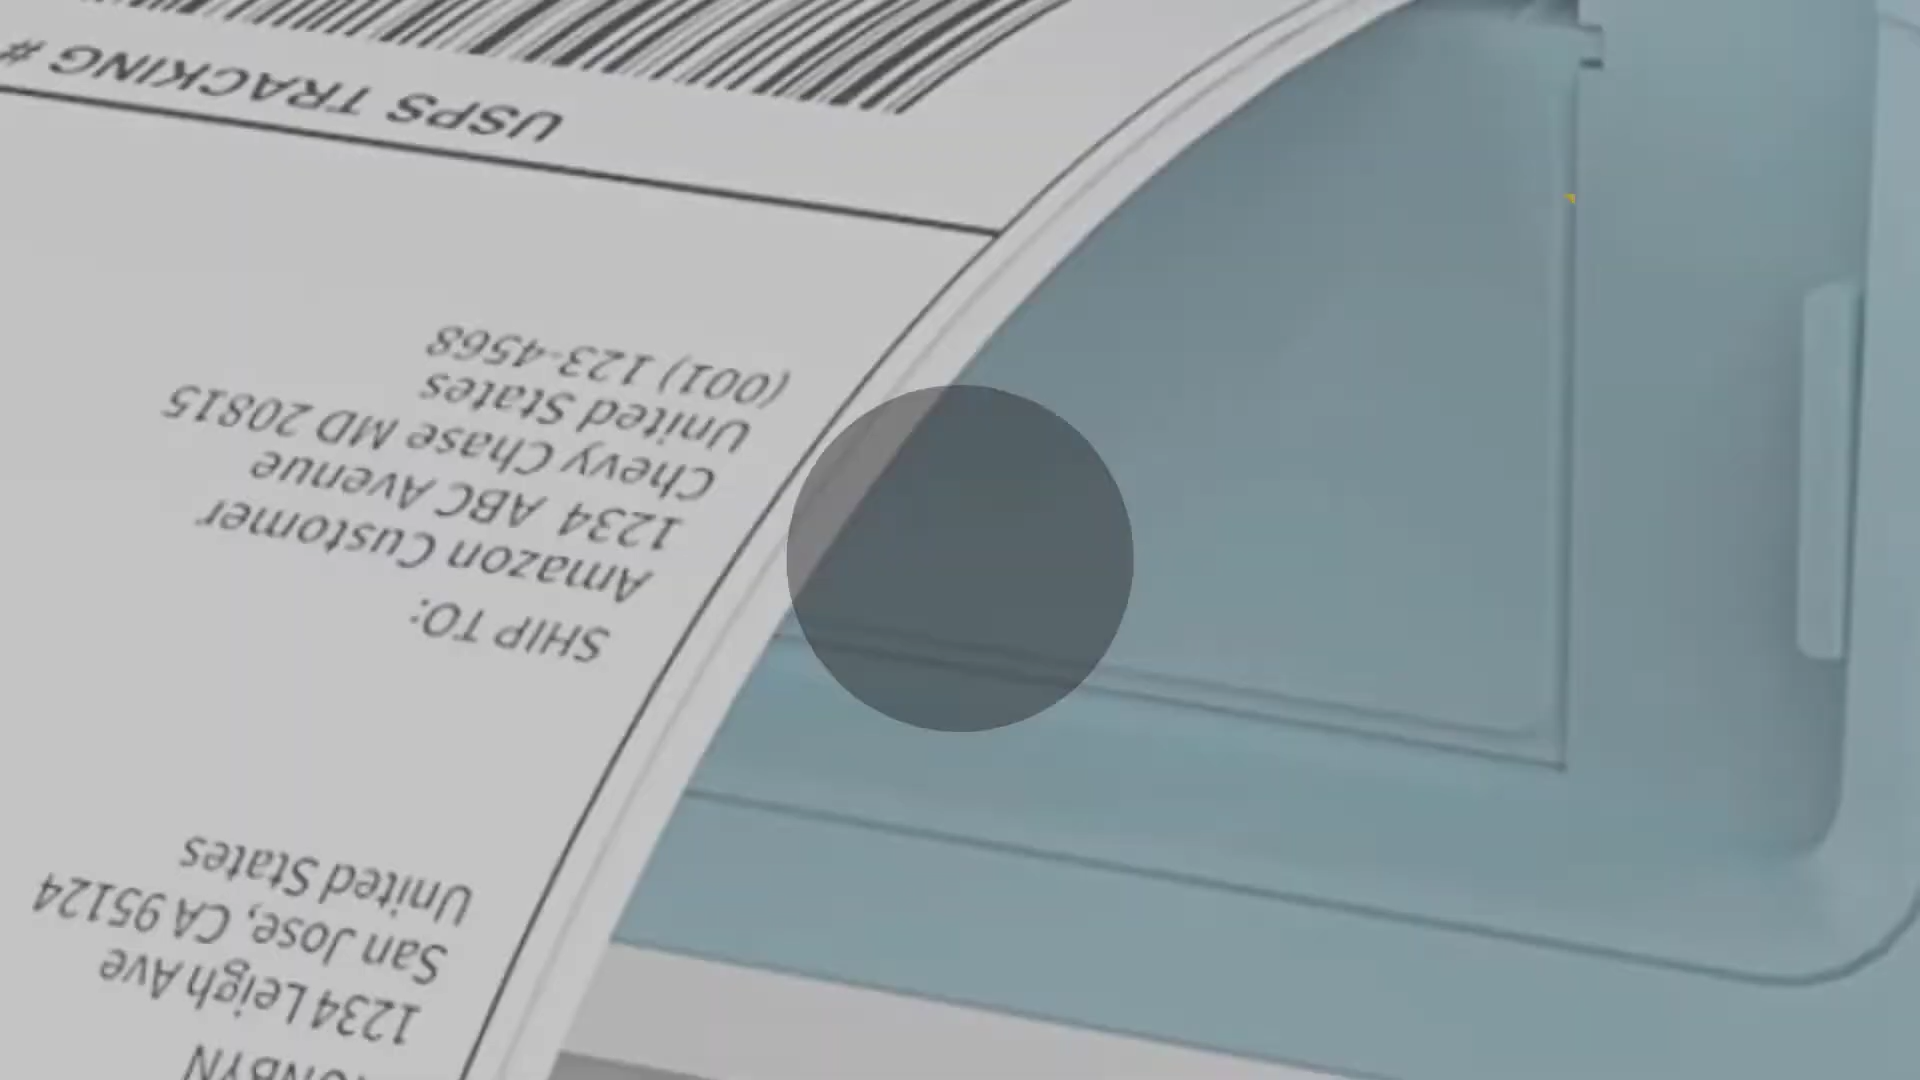 1234 Leigh Ave
San Jose, CA 95124
United States
SHIP TO:
Amazon Customer
1234 ABC Avenue
Chevy Chase MD 20815
United States
(001) 123-4568
USPS TRACKING #